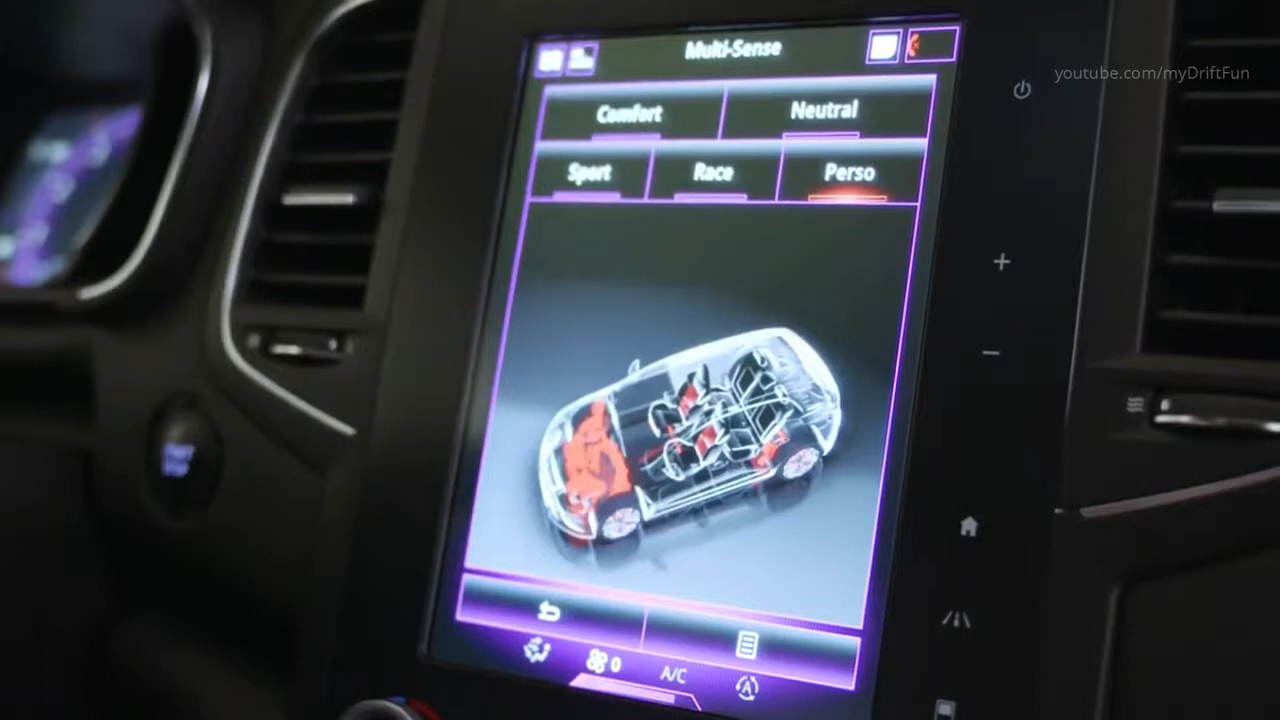 youtube.com/myDriftFun
Multi-Sense
Comfort
Neutral
Sport
Race
Perso
0
A/C
A